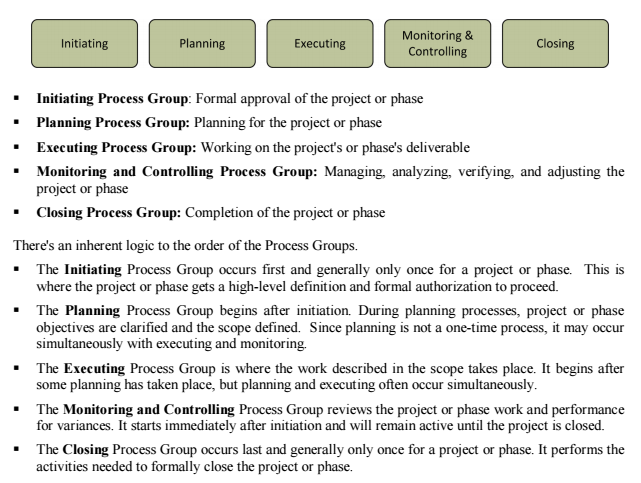 Initiating
Planning
Executing
Monitoring &
Controlling
Closing
▪ Initiating Process Group: Formal approval of the project or phase
▪ Planning Process Group: Planning for the project or phase
▪ Executing Process Group: Working on the project's or phase's deliverable
▪ Monitoring and Controlling Process Group: Managing, analyzing, verifying, and adjusting the
project or phase
▪ Closing Process Group: Completion of the project or phase
There's an inherent logic to the order of the Process Groups.
▪ The Initiating Process Group occurs first and generally only once for a project or phase. This is
where the project or phase gets a high-level definition and formal authorization to proceed.
▪ The Planning Process Group begins after initiation. During planning processes, project or phase
objectives are clarified and the scope defined. Since planning is not a one-time process, it may occur
simultaneously with executing and monitoring.
▪ The Executing Process Group is where the work described in the scope takes place. It begins after
some planning has taken place, but planning and executing often occur simultaneously.
▪ The Monitoring and Controlling Process Group reviews the project or phase work and performance
for variances. It starts immediately after initiation and will remain active until the project is closed.
▪ The Closing Process Group occurs last and generally only once for a project or phase. It performs the
activities needed to formally close the project or phase.